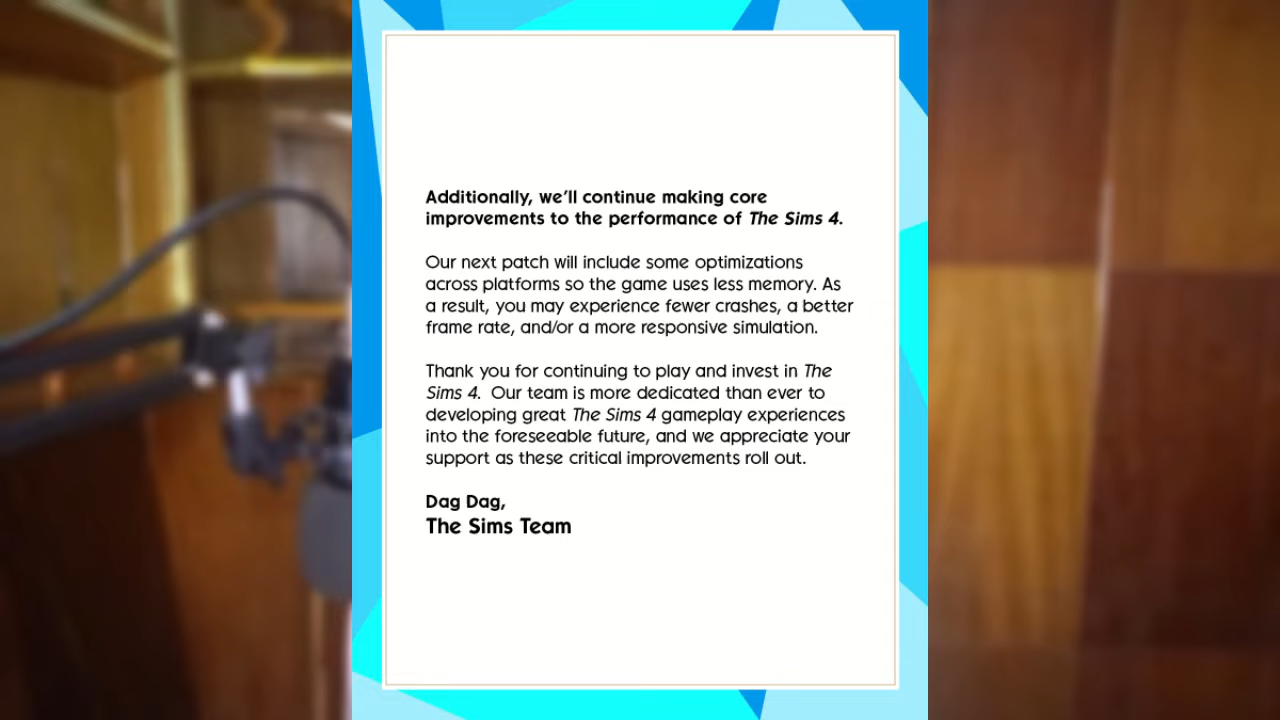 Additionally, we’ll continue making core
improvements to the performance of The Sims 4.
Our next patch will include some optimizations
across platforms so the game uses less memory. As
a result, you may experience fewer crashes, a better
frame rate, and/or a more responsive simulation.
Thank you for continuing to play and invest in The
Sims 4. Our team is more dedicated than ever to
developing great The Sims 4 gameplay experiences
into the foreseeable future, and we appreciate your
support as these critical improvements roll out.
Dag Dag,
The Sims Team